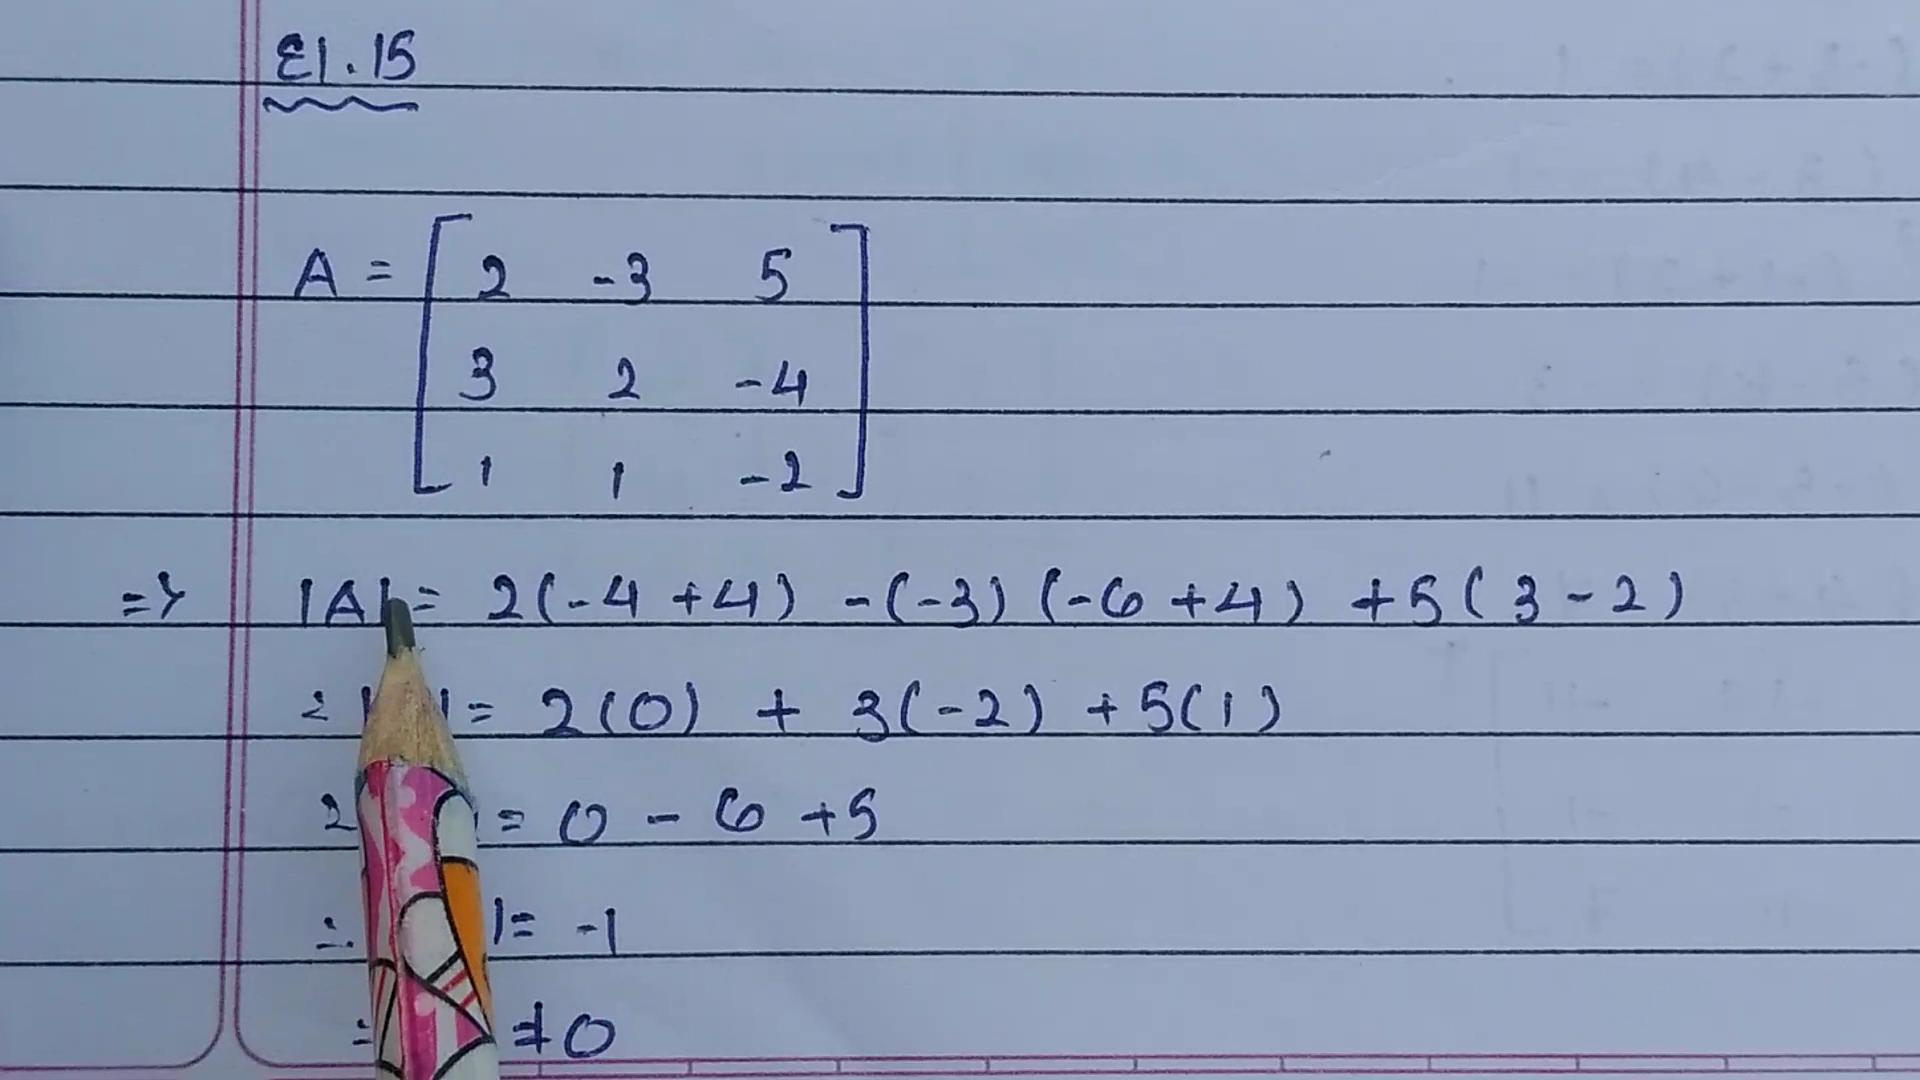 El.15
A = [ 2 -3 5
3 2 -4
1 1 -2 ]
=> |A| = 2(-4+4) -(-3)(-6+4) +5(3-2)
= 2(0) + 3(-2) +5(1)
= 0 - 6 +5
∴ |= -1
≠0